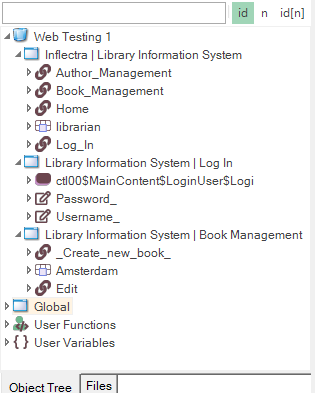 id n id[n]
Web Testing 1
Inflectra | Library Information System
Author_Management
Book_Management
Home
librarian
Log_In
Library Information System | Log In
ctl00$MainContent$LoginUser$Logi
Password_
Username_
Library Information System | Book Management
_Create_new_book_
Amsterdam
Edit
Global
User Functions
{ } User Variables
Object Tree Files